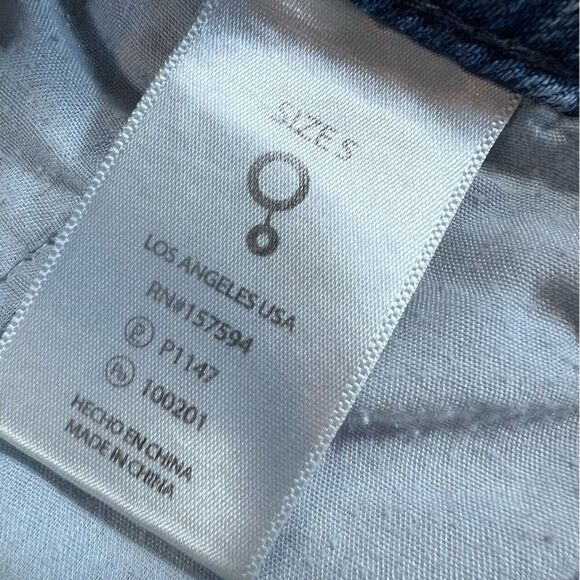 SIZE S
LOS ANGELES USA
RN#157594
P P1147
100201
HECHO EN CHINA
MADE IN CHINA